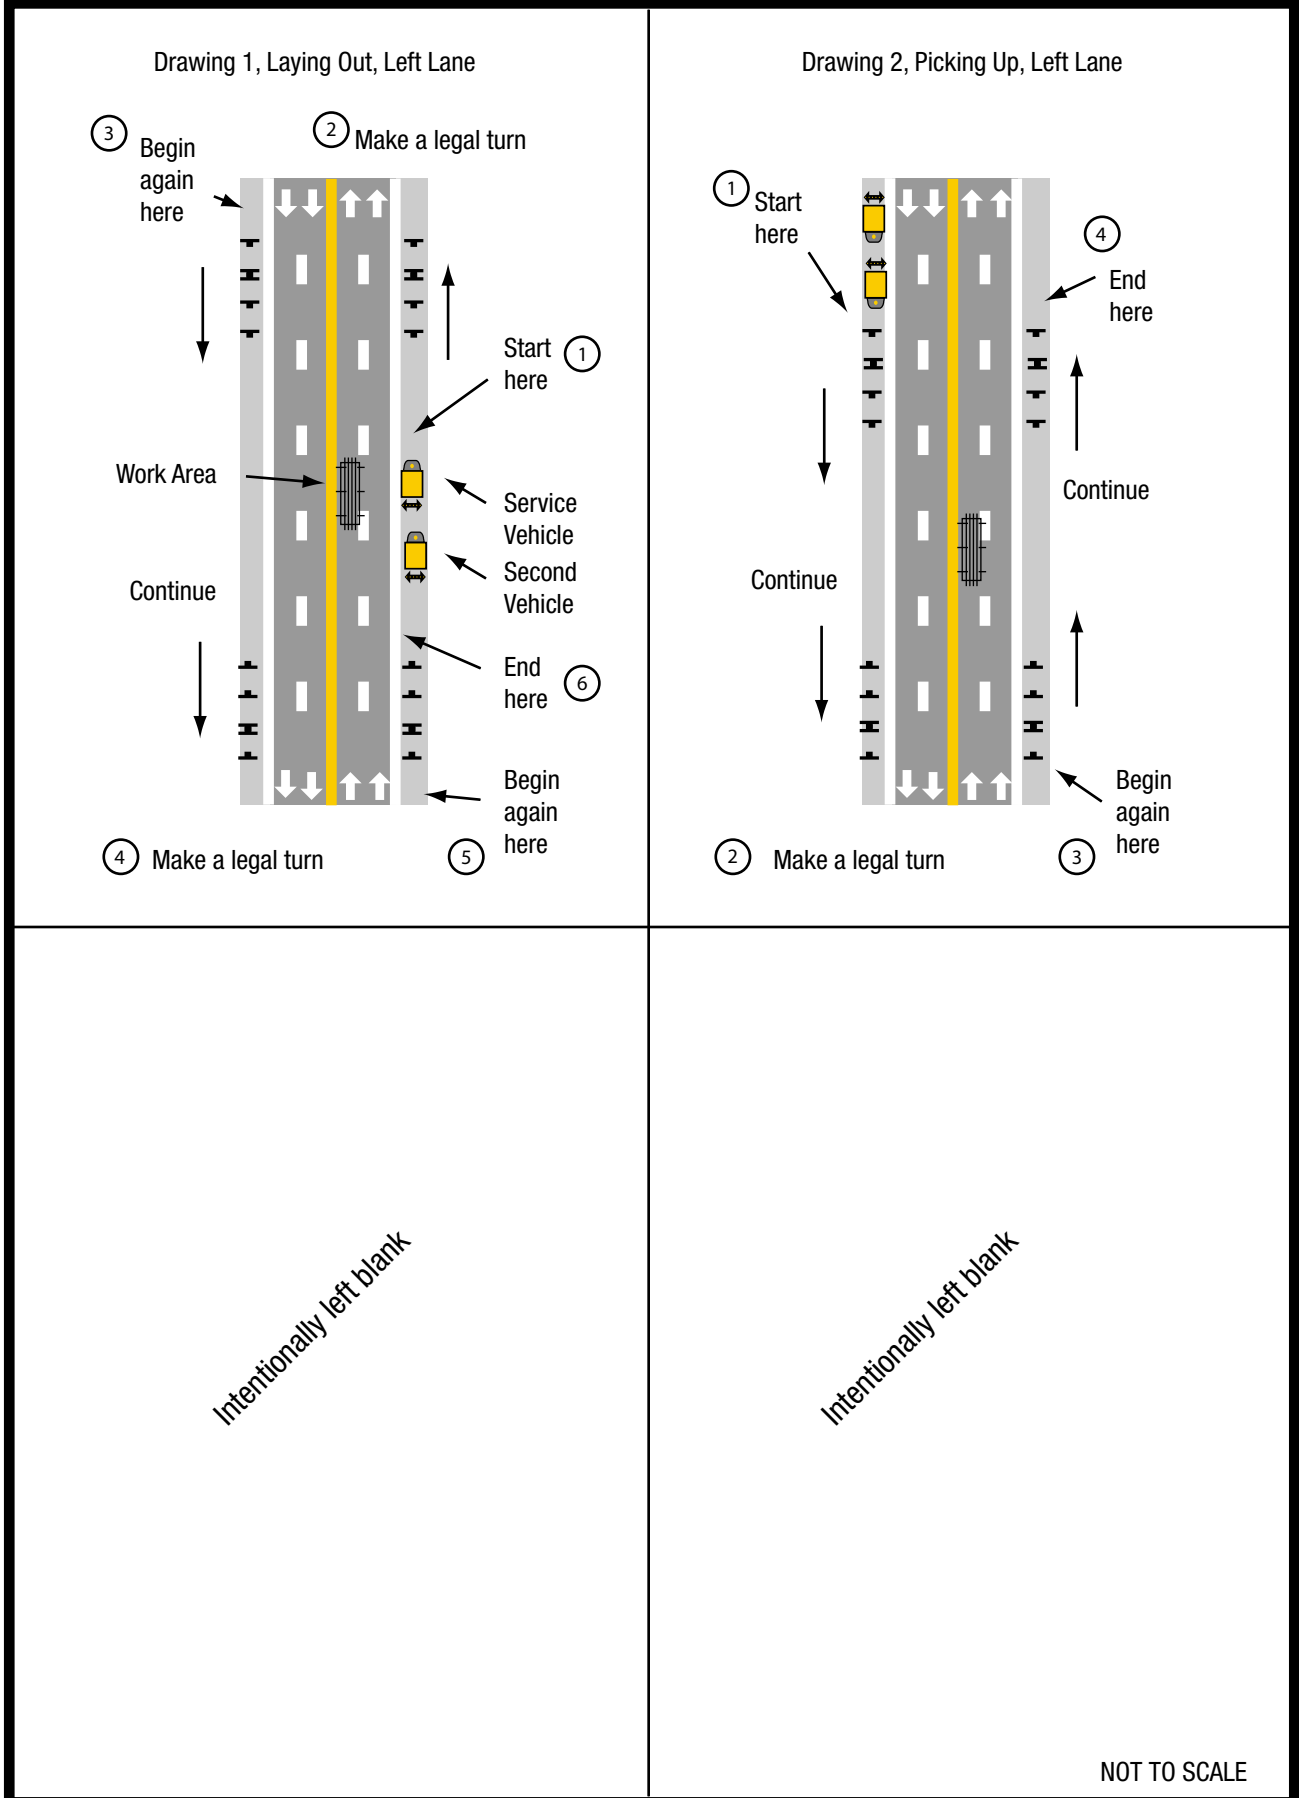 Drawing 1, Laying Out, Left Lane
3
Begin
again
here
2
Make a legal turn
Start
here
1
Work Area
Service
Vehicle
Second
Vehicle
Continue
End
here
6
Begin
again
here
4
Make a legal turn
5
Drawing 2, Picking Up, Left Lane
1
Start
here
4
End
here
Continue
Continue
Begin
again
here
2
Make a legal turn
3
Intentionally left blank
Intentionally left blank
NOT TO SCALE